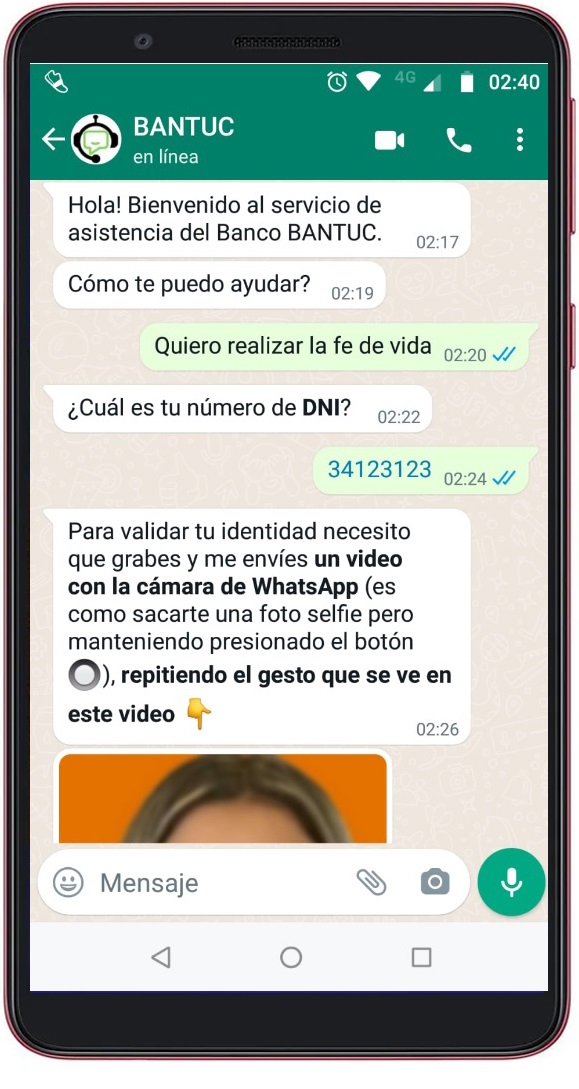 4G 02:40
BANTUC
en línea
Hola! Bienvenido al servicio de
asistencia del Banco BANTUC.
02:17
Cómo te puedo ayudar?
02:19
Quiero realizar la fe de vida 02:20
¿Cuál es tu número de DNI?
02:22
34123123 02:24
Para validar tu identidad necesito
que grabes y me envíes un video
con la cámara de WhatsApp (es
como sacarte una foto selfie pero
manteniendo presionado el botón
), repitiendo el gesto que se ve en
este video 👇
02:26
Mensaje